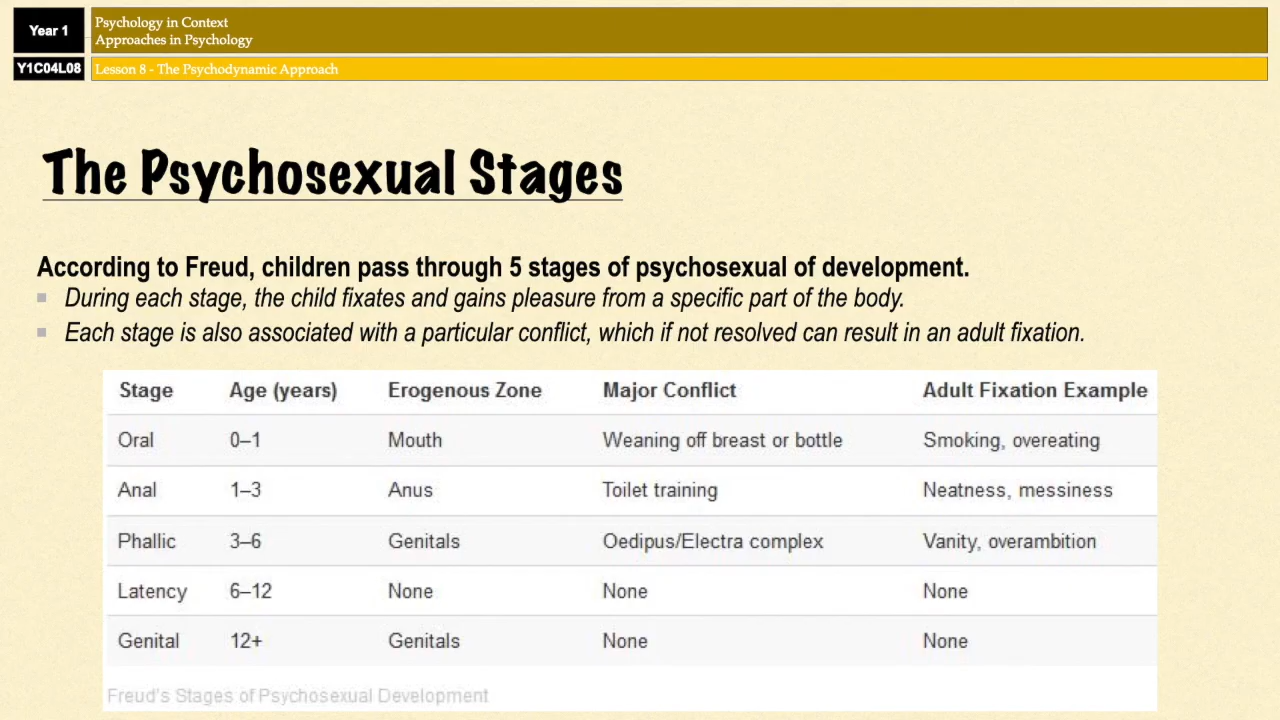 Year 1
Psychology in Context
Approaches in Psychology
Y1C04L08
Lesson 8 - The Psychodynamic Approach
The Psychosexual Stages
According to Freud, children pass through 5 stages of psychosexual of development.
During each stage, the child fixates and gains pleasure from a specific part of the body.
Each stage is also associated with a particular conflict, which if not resolved can result in an adult fixation.
Stage Age (years) Erogenous Zone Major Conflict Adult Fixation Example
Oral 0–1 Mouth Weaning off breast or bottle Smoking, overeating
Anal 1–3 Anus Toilet training Neatness, messiness
Phallic 3–6 Genitals Oedipus/Electra complex Vanity, overambition
Latency 6–12 None None None
Genital 12+ Genitals None None
Freud's Stages of Psychosexual Development